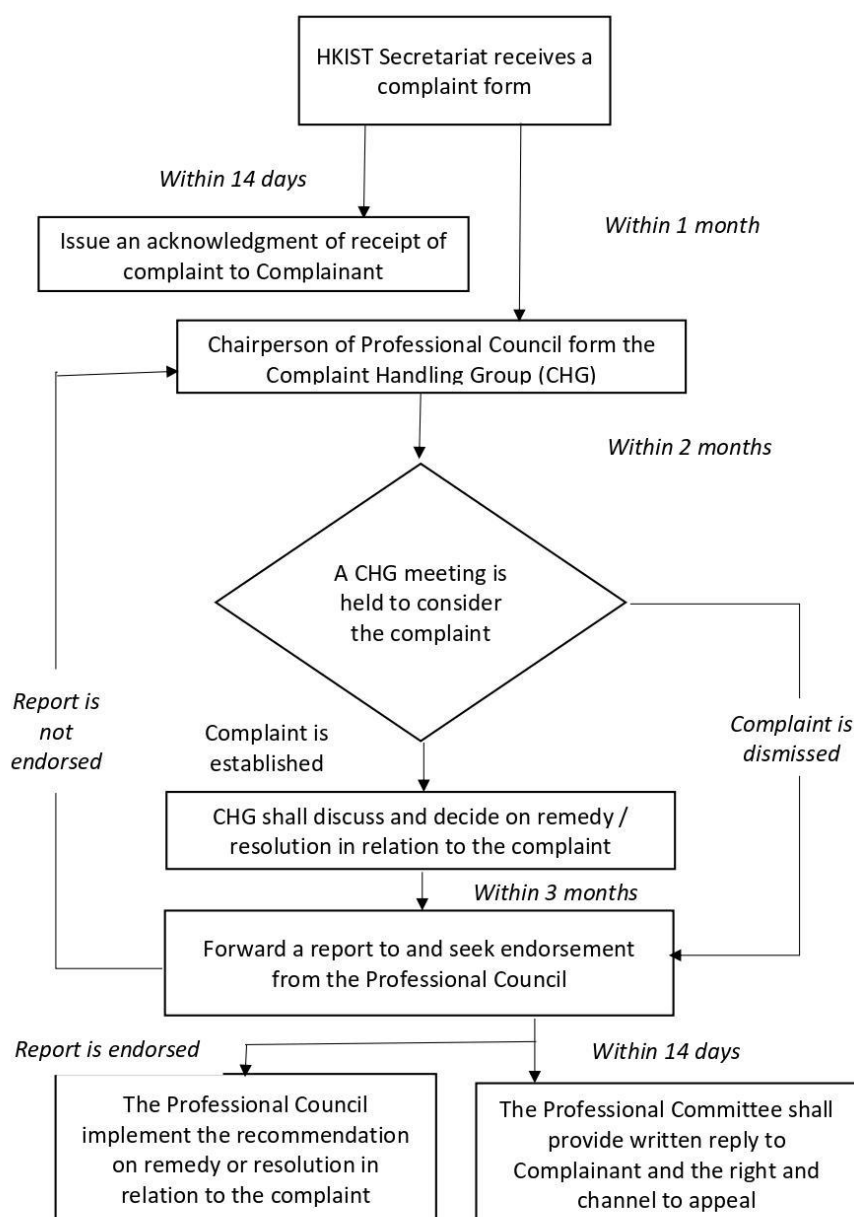 HKIST Secretariat receives a
complaint form
Within 14 days
Within 1 month
Issue an acknowledgment of receipt of
complaint to Complainant
Chairperson of Professional Council form the
Complaint Handling Group (CHG)
Within 2 months
A CHG meeting is
held to consider
the complaint
Report is
not
endorsed
Complaint is
established
Complaint is
dismissed
CHG shall discuss and decide on remedy /
resolution in relation to the complaint
Within 3 months
Forward a report to and seek endorsement
from the Professional Council
Report is endorsed
Within 14 days
The Professional Council
implement the recommendation
on remedy or resolution in
relation to the complaint
The Professional Committee shall
provide written reply to
Complainant and the right and
channel to appeal